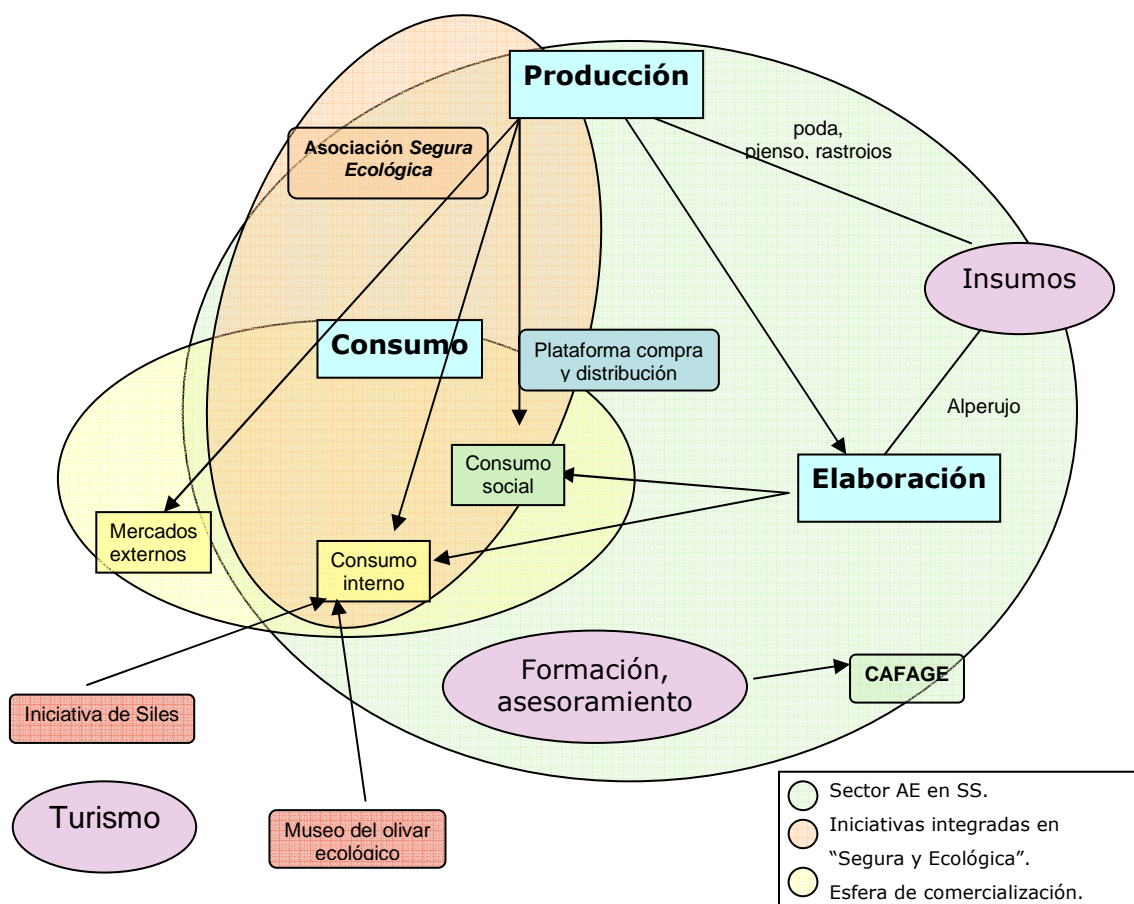 Producción
poda,
pienso, rastrojos
Asociación Segura
Ecológica
Insumos
Consumo
Plataforma compra
y distribución
Alperujo
Consumo
social
Elaboración
Mercados
externos
Consumo
interno
Formación,
asesoramiento
CAFAGE
Iniciativa de Siles
Turismo
Museo del olivar
ecológico
Sector AE en SS.
Iniciativas integradas en
“Segura y Ecológica”.
Esfera de comercialización.